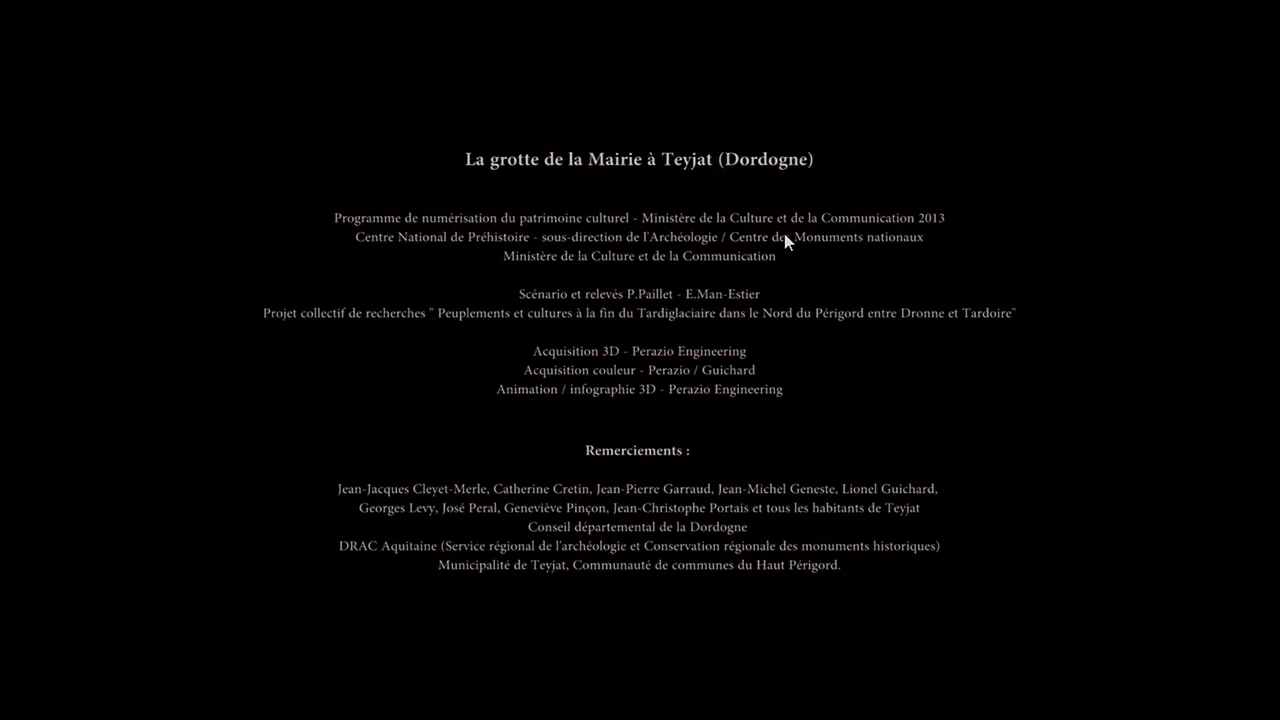 La grotte de la Mairie à Teyjat (Dordogne)
Programme de numérisation du patrimoine culturel - Ministère de la Culture et de la Communication 2013
Centre National de Préhistoire - sous-direction de l'Archéologie / Centre des Monuments nationaux
Ministère de la Culture et de la Communication
Scénario et relevés P.Paillet - E.Man-Estier
Projet collectif de recherches " Peuplements et cultures à la fin du Tardiglaciaire dans le Nord du Périgord entre Dronne et Tardoire"
Acquisition 3D - Perazio Engineering
Acquisition couleur - Perazio / Guichard
Animation / infographie 3D - Perazio Engineering
Remerciements :
Jean-Jacques Cleyet-Merle, Catherine Cretin, Jean-Pierre Garraud, Jean-Michel Geneste, Lionel Guichard,
Georges Levy, José Peral, Geneviève Pinçon, Jean-Christophe Portais et tous les habitants de Teyjat
Conseil départemental de la Dordogne
DRAC Aquitaine (Service régional de l'archéologie et Conservation régionale des monuments historiques)
Municipalité de Teyjat, Communauté de communes du Haut Périgord.